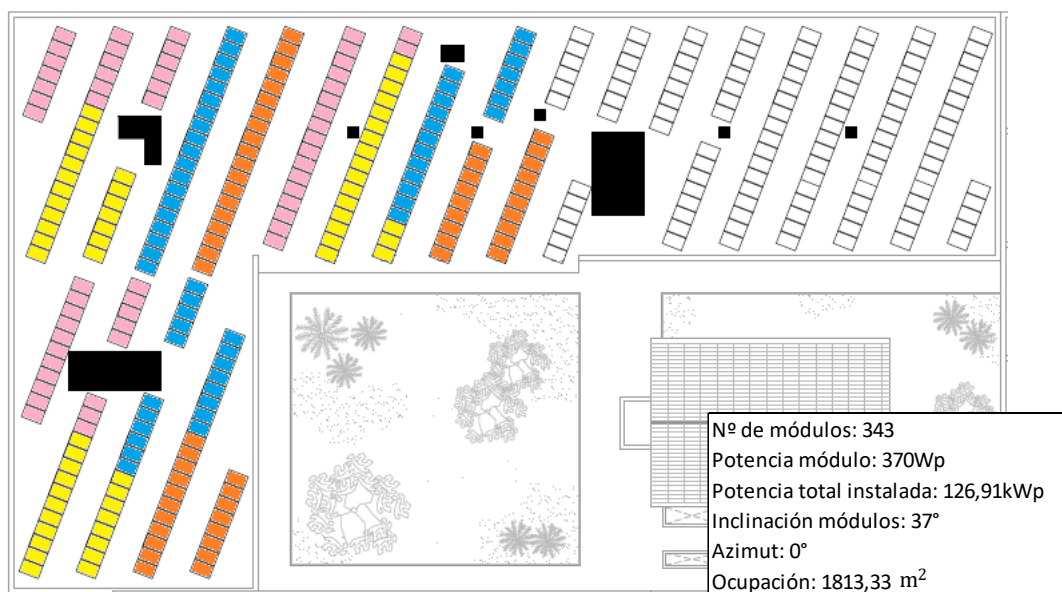 Nº de módulos: 343
Potencia módulo: 370Wp
Potencia total instalada: 126,91kWp
Inclinación módulos: 37°
Azimut: 0°
Ocupación: 1813,33 m²